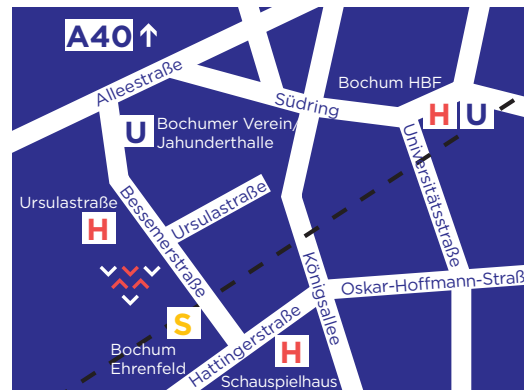 A40 ↑
Alleestraße
Südring
Bochum HBF
H U
U
Bochumer Verein/
Jahunderthalle
Universitätsstraße
Ursulastraße
H
Bessemerstraße
Ursulastraße
Königsallee
Oskar-Hoffmann-Straß
S
Bochum
Ehrenfeld
Hattingerstraße
H
Schauspielhaus